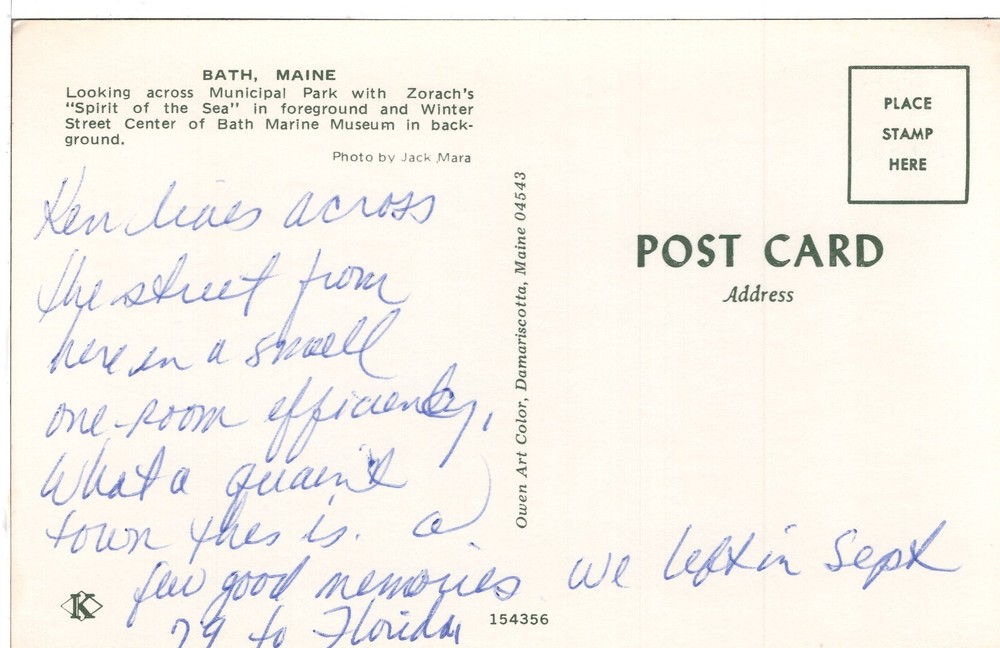 BATH, MAINE
Looking across Municipal Park with Zorach's
"Spirit of the Sea" in foreground and Winter
Street Center of Bath Marine Museum in back-
ground.
Photo by Jack Mara
Ken lives across
the street from
here in a small
one-room efficiency,
What a quaint
town this is. a
few good memories we left in Sept
79 to Florida
K
154356
Owen Art Color, Damariscotta, Maine 04543
PLACE
STAMP
HERE
POST CARD
Address